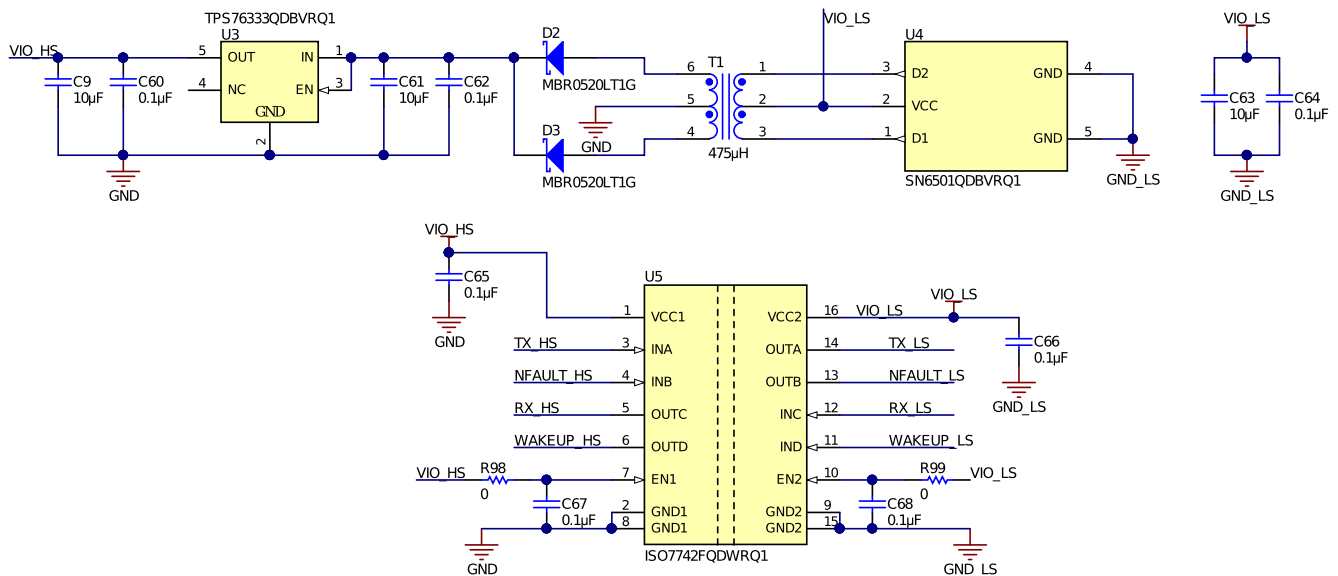 TPS76333QDBVRQ1
U3
VIO_HS
5 OUT IN 1
4 NC EN 3
GND
2
C9
10µF
C60
0.1µF
C61
10µF
C62
0.1µF
GND
D2
MBR0520LT1G
D3
MBR0520LT1G
GND
T1
6 1
5 2
4 3
475µH
VIO_LS
U4
3 D2 GND 4
2 VCC
1 D1 GND 5
SN6501QDBVRQ1
GND_LS
VIO_LS
C63
10µF
C64
0.1µF
GND_LS
VIO_HS
C65
0.1µF
GND
U5
1 VCC1 VCC2 16 VIO_LS
VIO_LS
TX_HS 3 INA OUTA 14 TX_LS
NFAULT_HS 4 INB OUTB 13 NFAULT_LS
RX_HS 5 OUTC INC 12 RX_LS
WAKEUP_HS 6 OUTD IND 11 WAKEUP_LS
VIO_HS R98 7 EN1 EN2 10 R99 VIO_LS
0 0
C66
0.1µF
GND_LS
C67
0.1µF
2 GND1 GND2 9
8 GND1 GND2 15
C68
0.1µF
GND
ISO7742FQDWRQ1
GND_LS